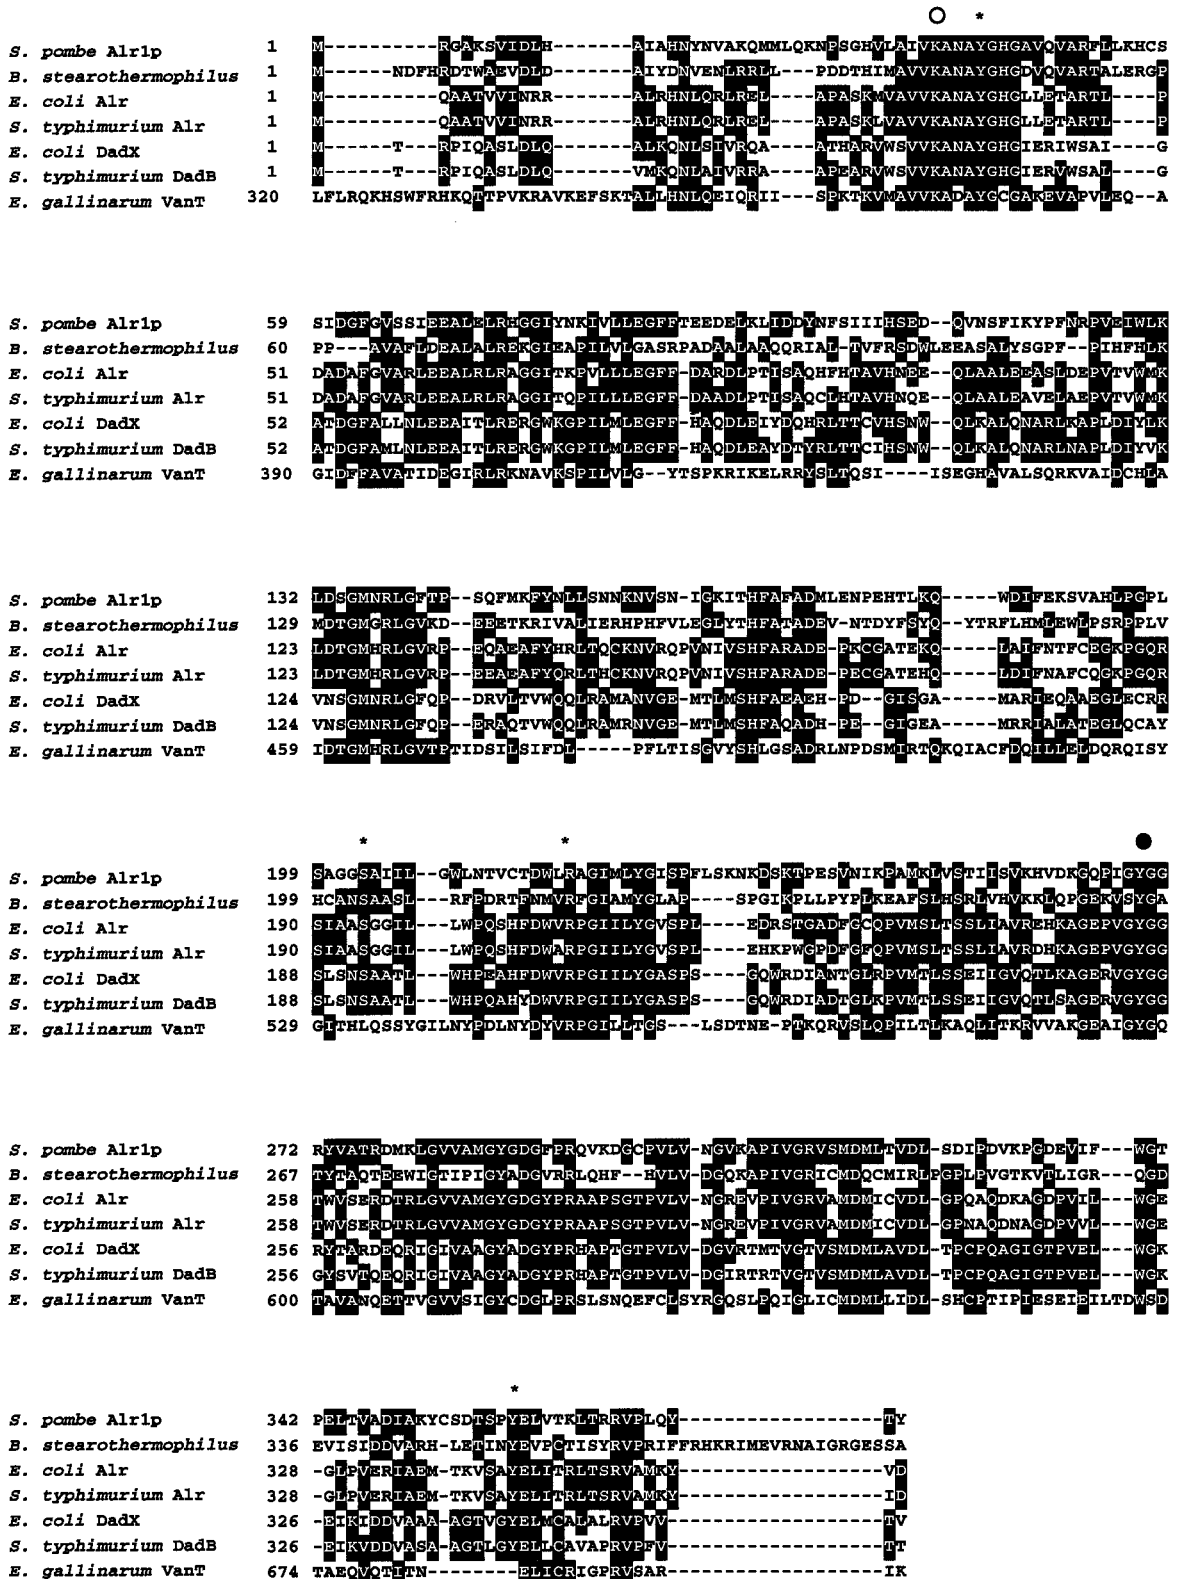 ○ *
S. pombe Alr1p 1 M----------RGAKSVIDLH--------AIAHNYNVAKQMMLQKNPSGHVLAIVKANAYGHGAVQVARFLLKHCS
B. stearothermophilus 1 M------NDFHRDTWAEVDLD--------AIYDNVENLRRLL---PDDTHIMAVVKANAYGHGDVQVARTALERGP
E. coli Alr 1 M----------QAATVVINRR--------ALRHNLQRLREL----APASKMVAVVKANAYGHGLLETARTL----P
S. typhimurium Alr 1 M----------QAATVVINRR--------ALRHNLQRLREL----APASKLVAVVKANAYGHGLLETARTL----P
E. coli DadX 1 M------T---RPIQASLDLQ--------ALKQNLSIVRQA----ATHARVWSVVKANAYGHGIERIWSAI----G
S. typhimurium DadB 1 M------T---RPIQASLDLQ--------VMKQNLAIVRRA----APEARVWSVVKANAYGHGIERVWSAL----G
E. gallinarum VanT 320 LFLRQKHSWFRHKQTTPVKRAVKEFSKTALLHNLQEIQRII----SPKTKVMAVVKADAYGCGAKEVAPVLEQ--A
S. pombe Alr1p 59 SIDGFGVSSIEEALELRHGGIYNKIVLLEGFFTEEDELKLIDDYNFSIIIHSED--QVNSFIKYPFNRPVEIWLK
B. stearothermophilus 60 PP---AVAFLDEALALREKGIEAPILVLGASRPADAALAAQQRIAL-TVFRSDWLEEASALYSGPF--PIHFHLK
E. coli Alr 51 DADAFGVARLEEALRLRAGGITKPVLLLEGFF-DARDLPTISAQHFHTAVHNEE--QLAALEEASLDEPVTVWMK
S. typhimurium Alr 51 DADAFGVARLEEALRLRAGGITQPILLLEGFF-DAADLPTISAQCLHTAVHNQE--QLAALEAVELAEPVTVWMK
E. coli DadX 52 ATDGFALLNLEEAITLRERGWKGPILMLEGFF-HAQDLEIYDQHRLTTCVHSNW--QLKALQNARLKAPLDIYLK
S. typhimurium DadB 52 ATDGFAMLNLEEAITLRERGWKGPILMLEGFF-HAQDLEAYDTYRLTTCIHSNW--QLKALQNARLNAPLDIYVK
E. gallinarum VanT 390 GIDFFAVATIDEGIRLRKNAVKSPILVLG--YTSPKRIKELRRYSLTQSI----ISEGHAVALSQRKVAIDCHLA
S. pombe Alr1p 132 LDSGMNRLGFTP--SQFMKFYNLLSNNKNVSN-IGKITHFAFADMLENPEHTLKQ-----WDIFEKSVAHLPGPL
B. stearothermophilus 129 MDTGMGRLGVKD--EEETKRIVALIERHPHFVLEGLYTHFATADEV-NTDYFSYQ----YTRFLHMLEWLPSRPPLV
E. coli Alr 123 LDTGMHRLGVRP--EQAEAFYHRLTQCKNVRQPVNIVSHFARADE-PKCGATEKQ-----LAIFNTFCEGKPGQR
S. typhimurium Alr 123 LDTGMHRLGVRP--EEAEAFYQRLTHCKNVRQPVNIVSHFARADE-PECGATEHQ-----LDIFNAFCQGKPGQR
E. coli DadX 124 VNSGMNRLGFQP--DRVLTVWQQLRAMANVGE-MTLMSHFAEAEH-PD--GISGA-----MARIEQAAEGLECRR
S. typhimurium DadB 124 VNSGMNRLGFQP--ERAQTVWQQLRAMRNVGE-MTLMSHFAQADH-PE--GIGEA-----MRRIALATEGLQCAY
E. gallinarum VanT 459 IDTGMHRLGVTPTIDSILSIFDL-----PFLTISGVYSHLGSADRLNPDSMIRTQKQIACFDQILLELDQRQISY
* * ●
S. pombe Alr1p 199 SAGGSAIIL--GWLNTVCTDWLRAGIMLYGISPFLSKNKDSKTPESVNIKPAMKLVSTIISVKHVDKGQPIGYGG
B. stearothermophilus 199 HCANSAASL---RFPDRTFNMVRFGIAMYGLAP-----SPGIKPLLPYPLKEAFSLHSRLVHVKKLQPGEKVSYGA
E. coli Alr 190 SIAASGGIL---LWPQSHFDWVRPGIILYGVSPL----EDRSTGADFGCQPVMSLTSSLIAVREHKAGEPVGYGG
S. typhimurium Alr 190 SIAASGGIL---LWPQSHFDWARPGIILYGVSPL----EHKPWGPDFGFQPVMSLTSSLIAVRDHKAGEPVGYGG
E. coli DadX 188 SLSNSAATL---WHPEAHFDWVRPGIILYGASPS----GQWRDIANTGLRPVMTLSSEIIGVQTLKAGERVGYGG
S. typhimurium DadB 188 SLSNSAATL---WHPQAHYDWVRPGIILYGASPS----GQWRDIADTGLKPVMTLSSEIIGVQTLSAGERVGYGG
E. gallinarum VanT 529 GITHLQSSYGILNYPDLNYDYVRPGILLTGS---LSDTNE-PTKQRVSLQPILTLKAQLITKRVVAKGEAIGYGQ
S. pombe Alr1p 272 RYVATRDMKLGVVAMGYGDGFPRQVKDGCPVLV-NGVKAPIVGRVSMDMLTVDL-SDIPDVKPGDEVIF---WGT
B. stearothermophilus 267 TYTAQTEEWIGTIPIGYADGVRRLQHF--HVLV-DGQKAPIVGRICMDQCMIRLPGPLPVGTKVTLIGR---QGD
E. coli Alr 258 TWVSERDTRLGVVAMGYGDGYPRAAPSGTPVLV-NGREVPIVGRVAMDMICVDL-GPQAQDKAGDPVIL---WGE
S. typhimurium Alr 258 TWVSERDTRLGVVAMGYGDGYPRAAPSGTPVLV-NGREVPIVGRVAMDMICVDL-GPNAQDNAGDPVVL---WGE
E. coli DadX 256 RYTARDEQRIGIVAAGYADGYPRHAPTGTPVLV-DGVRTMTVGTVSMDMLAVDL-TPCPQAGIGTPVEL---WGK
S. typhimurium DadB 256 GYSVTQEQRIGIVAAGYADGYPRHAPTGTPVLV-DGIRTRTVGTVSMDMLAVDL-TPCPQAGIGTPVEL---WGK
E. gallinarum VanT 600 TAVANQETTVGVVSIGYCDGLPRSLSNQEFCLSYRGQSLPQIGLICMDMLLIDL-SHCPTIPIESEIEILTDWSD
*
S. pombe Alr1p 342 PELTVADIAKYCSDTSPYELVTKLTRRVPLQY------------------TY
B. stearothermophilus 336 EVISIDDVARH-LETINYEVPCTISYRVPRIFFRHKRIMEVRNAIGRGESSA
E. coli Alr 328 -GLPVERIAEM-TKVSAYELITRLTSRVAMKY------------------VD
S. typhimurium Alr 328 -GLPVERIAEM-TKVSAYELITRLTSRVAMKY------------------ID
E. coli DadX 326 -EIKIDDVAAA-AGTVGYELMCALALRVPVV-------------------TV
S. typhimurium DadB 326 -EIKVDDVASA-AGTLGYELLCAVAPRVPFV-------------------TT
E. gallinarum VanT 674 TAEQVQTITN--------ELICRIGPRVSAR-------------------IK